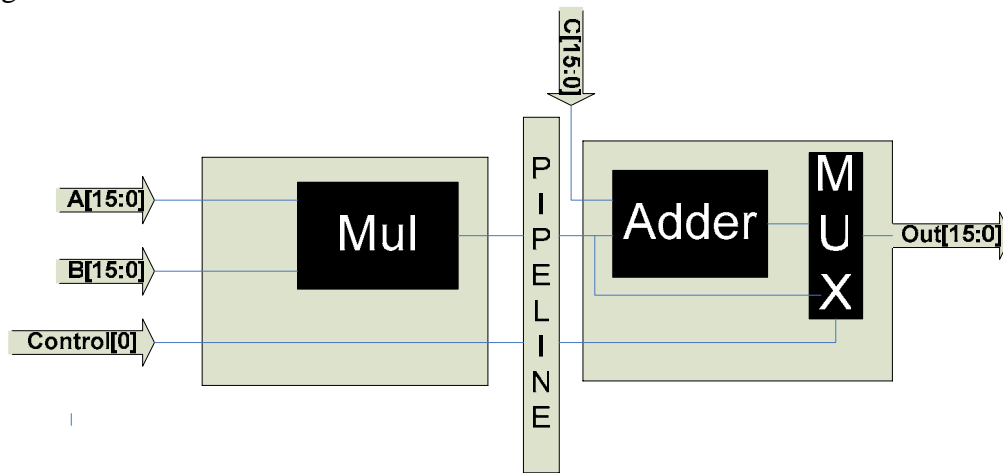 C[15:0]
A[15:0]
B[15:0]
Control[0]
Mul
PIPELINE
Adder
MUX
Out[15:0]